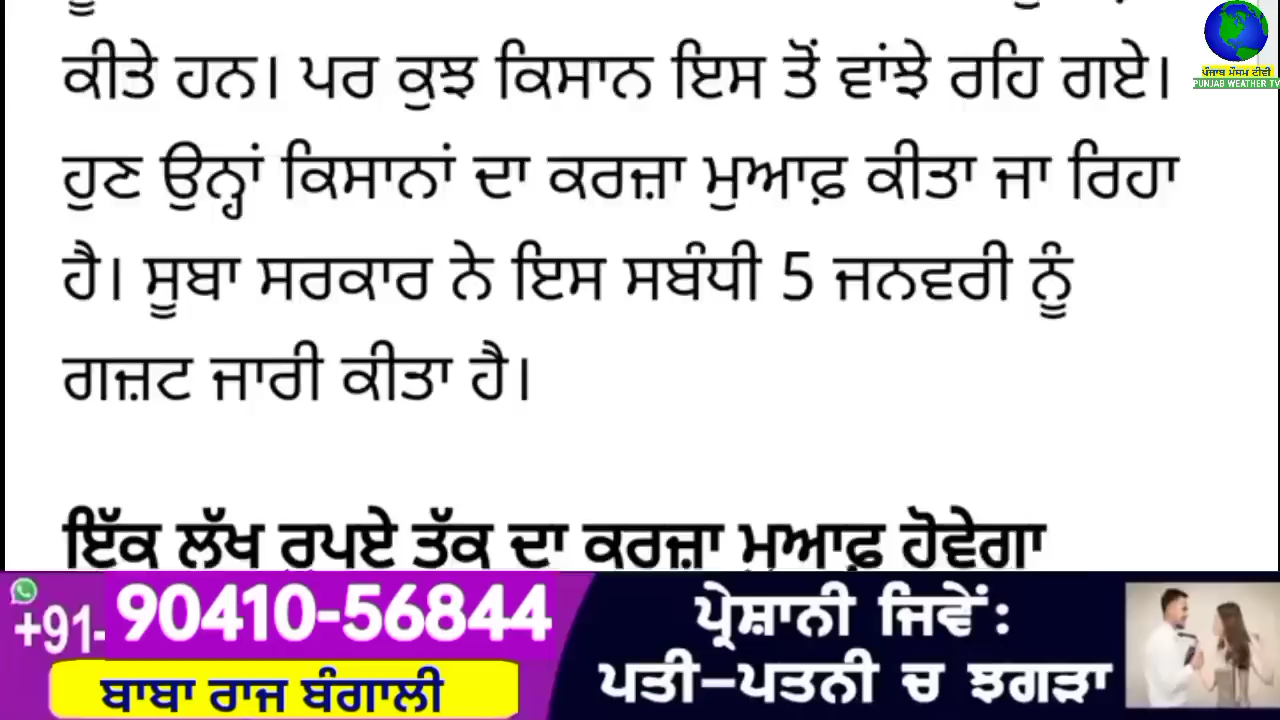 ਕੀਤੇ ਹਨ। ਪਰ ਕੁਝ ਕਿਸਾਨ ਇਸ ਤੋਂ ਵਾਂਝੇ ਰਹਿ ਗਏ।
ਹੁਣ ਉਨ੍ਹਾਂ ਕਿਸਾਨਾਂ ਦਾ ਕਰਜ਼ਾ ਮੁਆਫ਼ ਕੀਤਾ ਜਾ ਰਿਹਾ
ਹੈ। ਸੂਬਾ ਸਰਕਾਰ ਨੇ ਇਸ ਸਬੰਧੀ 5 ਜਨਵਰੀ ਨੂੰ
ਗਜ਼ਟ ਜਾਰੀ ਕੀਤਾ ਹੈ।
ਇੱਕ ਲੱਖ ਰੁਪਏ ਤੱਕ ਦਾ ਕਰਜ਼ਾ ਮੁਆਫ਼ ਹੋਵੇਗਾ
ਪੰਜਾਬ ਮੌਸਮ ਟੀਵੀ
PUNJAB WEATHER TV
+91- 90410-56844
ਬਾਬਾ ਰਾਜ ਬੰਗਾਲੀ
ਪ੍ਰੇਸ਼ਾਨੀ ਜਿਵੇਂ:
ਪਤੀ-ਪਤਨੀ ਚ ਝਗੜਾ